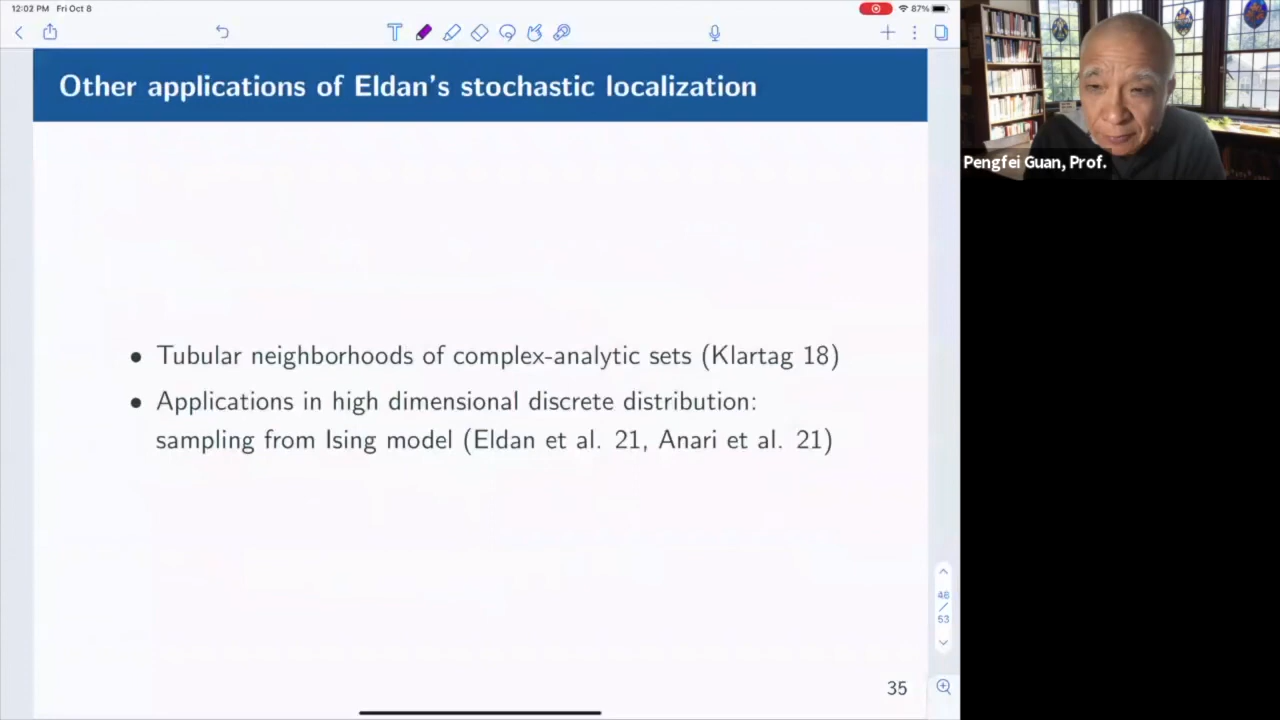 12:02 PM Fri Oct 8
87%
Other applications of Eldan's stochastic localization
Pengfei Guan, Prof.
• Tubular neighborhoods of complex-analytic sets (Klartag 18)
• Applications in high dimensional discrete distribution:
sampling from Ising model (Eldan et al. 21, Anari et al. 21)
48
/
53
35